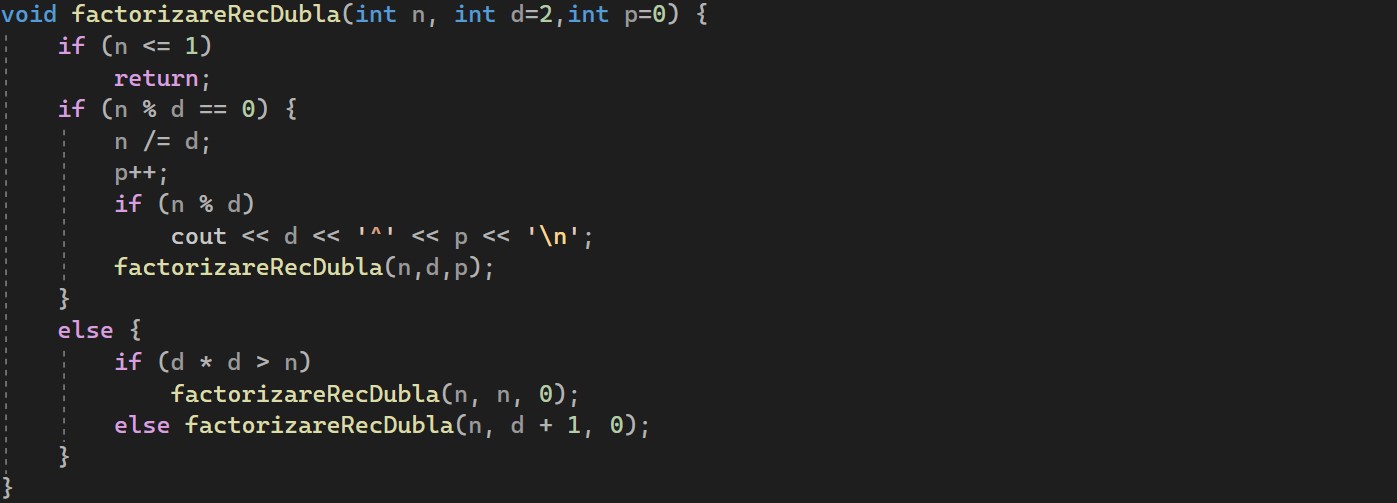 void factorizareRecDubla(int n, int d=2,int p=0) {
    if (n <= 1)
        return;
    if (n % d == 0) {
        n /= d;
        p++;
        if (n % d)
            cout << d << '^' << p << '\n';
        factorizareRecDubla(n,d,p);
    }
    else {
        if (d * d > n)
            factorizareRecDubla(n, n, 0);
        else factorizareRecDubla(n, d + 1, 0);
    }
}